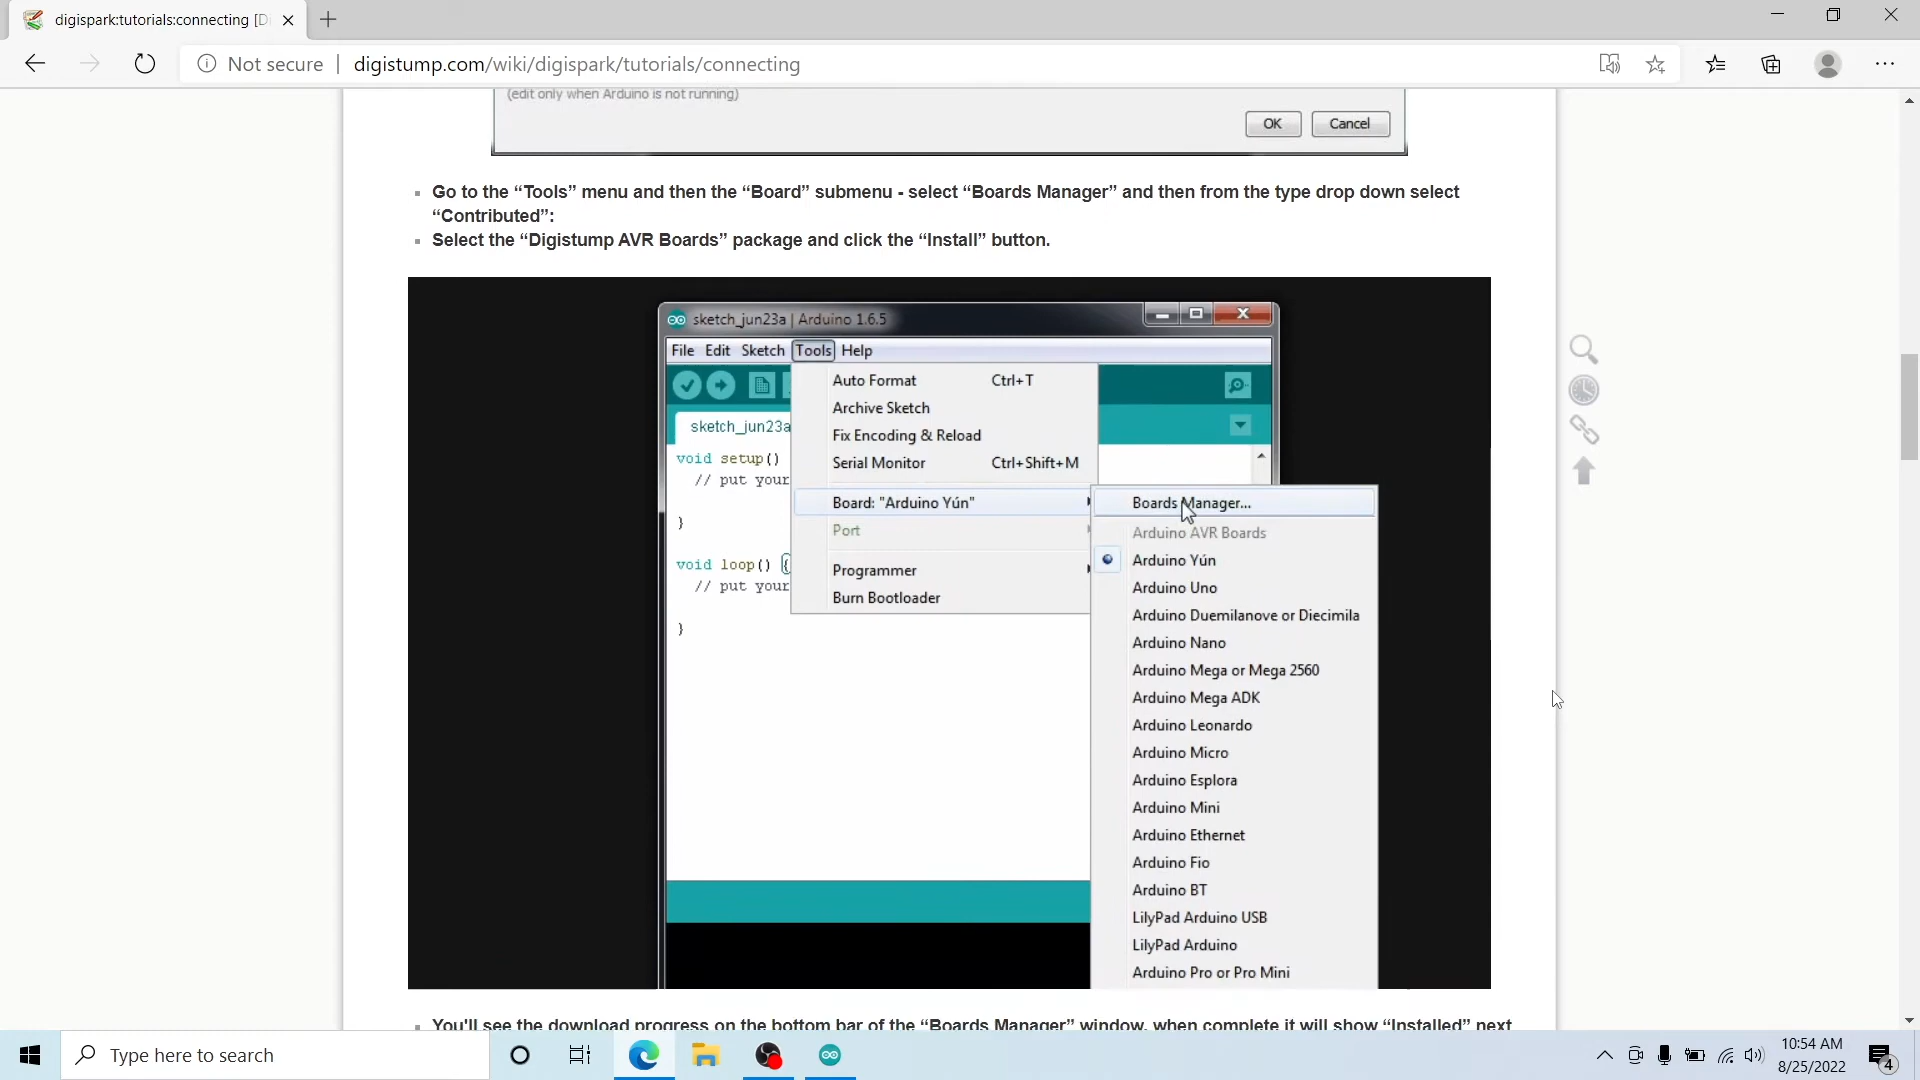 digispark:tutorials:connecting [D
Not secure | digistump.com/wiki/digispark/tutorials/connecting
(edit only when Arduino is not running)
OK Cancel
Go to the “Tools” menu and then the “Board” submenu - select “Boards Manager” and then from the type drop down select
“Contributed”:
Select the “Digistump AVR Boards” package and click the “Install” button.
sketch_jun23a | Arduino 1.6.5
File Edit Sketch Tools Help
Auto Format Ctrl+T
Archive Sketch
sketch_jun23a
Fix Encoding & Reload
void setup()
Serial Monitor Ctrl+Shift+M
// put your
Board: "Arduino Yún"
Boards Manager...
}
Port
Arduino AVR Boards
Arduino Yún
void loop() {
Programmer
// put your
Arduino Uno
Burn Bootloader
Arduino Duemilanove or Diecimila
}
Arduino Nano
Arduino Mega or Mega 2560
Arduino Mega ADK
Arduino Leonardo
Arduino Micro
Arduino Esplora
Arduino Mini
Arduino Ethernet
Arduino Fio
Arduino BT
LilyPad Arduino USB
LilyPad Arduino
Arduino Pro or Pro Mini
You'll see the download progress on the bottom bar of the “Boards Manager” window, when complete it will show “Installed” next
Type here to search
10:54 AM
8/25/2022
4